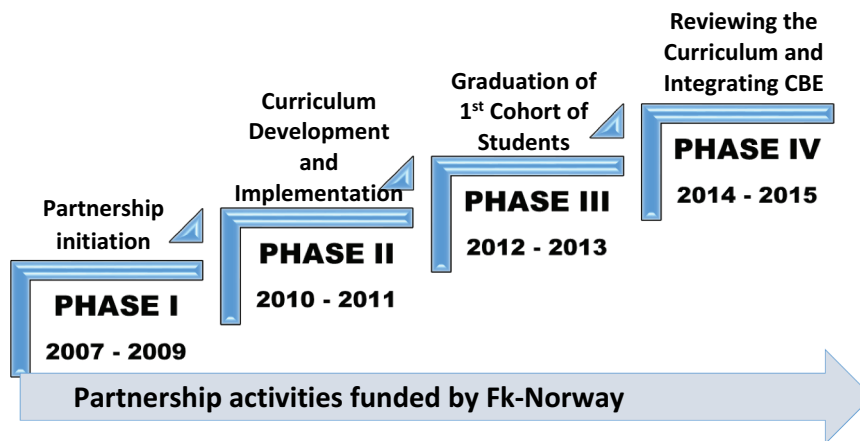 Partnership
initiation
PHASE I
2007 - 2009
Curriculum
Development
and
Implementation
PHASE II
2010 - 2011
Graduation of
1st Cohort of
Students
PHASE III
2012 - 2013
Reviewing the
Curriculum and
Integrating CBE
PHASE IV
2014 - 2015
Partnership activities funded by Fk-Norway